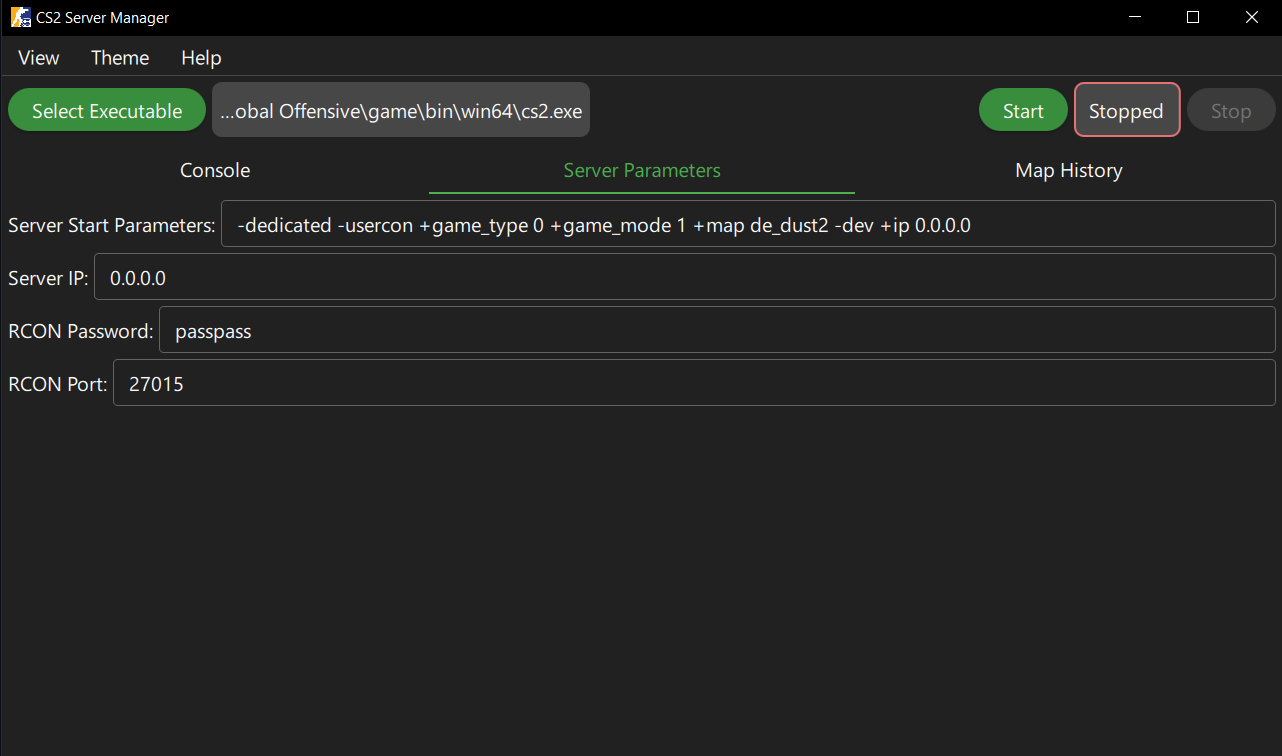 CS2 Server Manager
View Theme Help
Select Executable ...obal Offensive\game\bin\win64\cs2.exe Start Stopped Stop
Console Server Parameters Map History
Server Start Parameters: -dedicated -usercon +game_type 0 +game_mode 1 +map de_dust2 -dev +ip 0.0.0.0
Server IP: 0.0.0.0
RCON Password: passpass
RCON Port: 27015